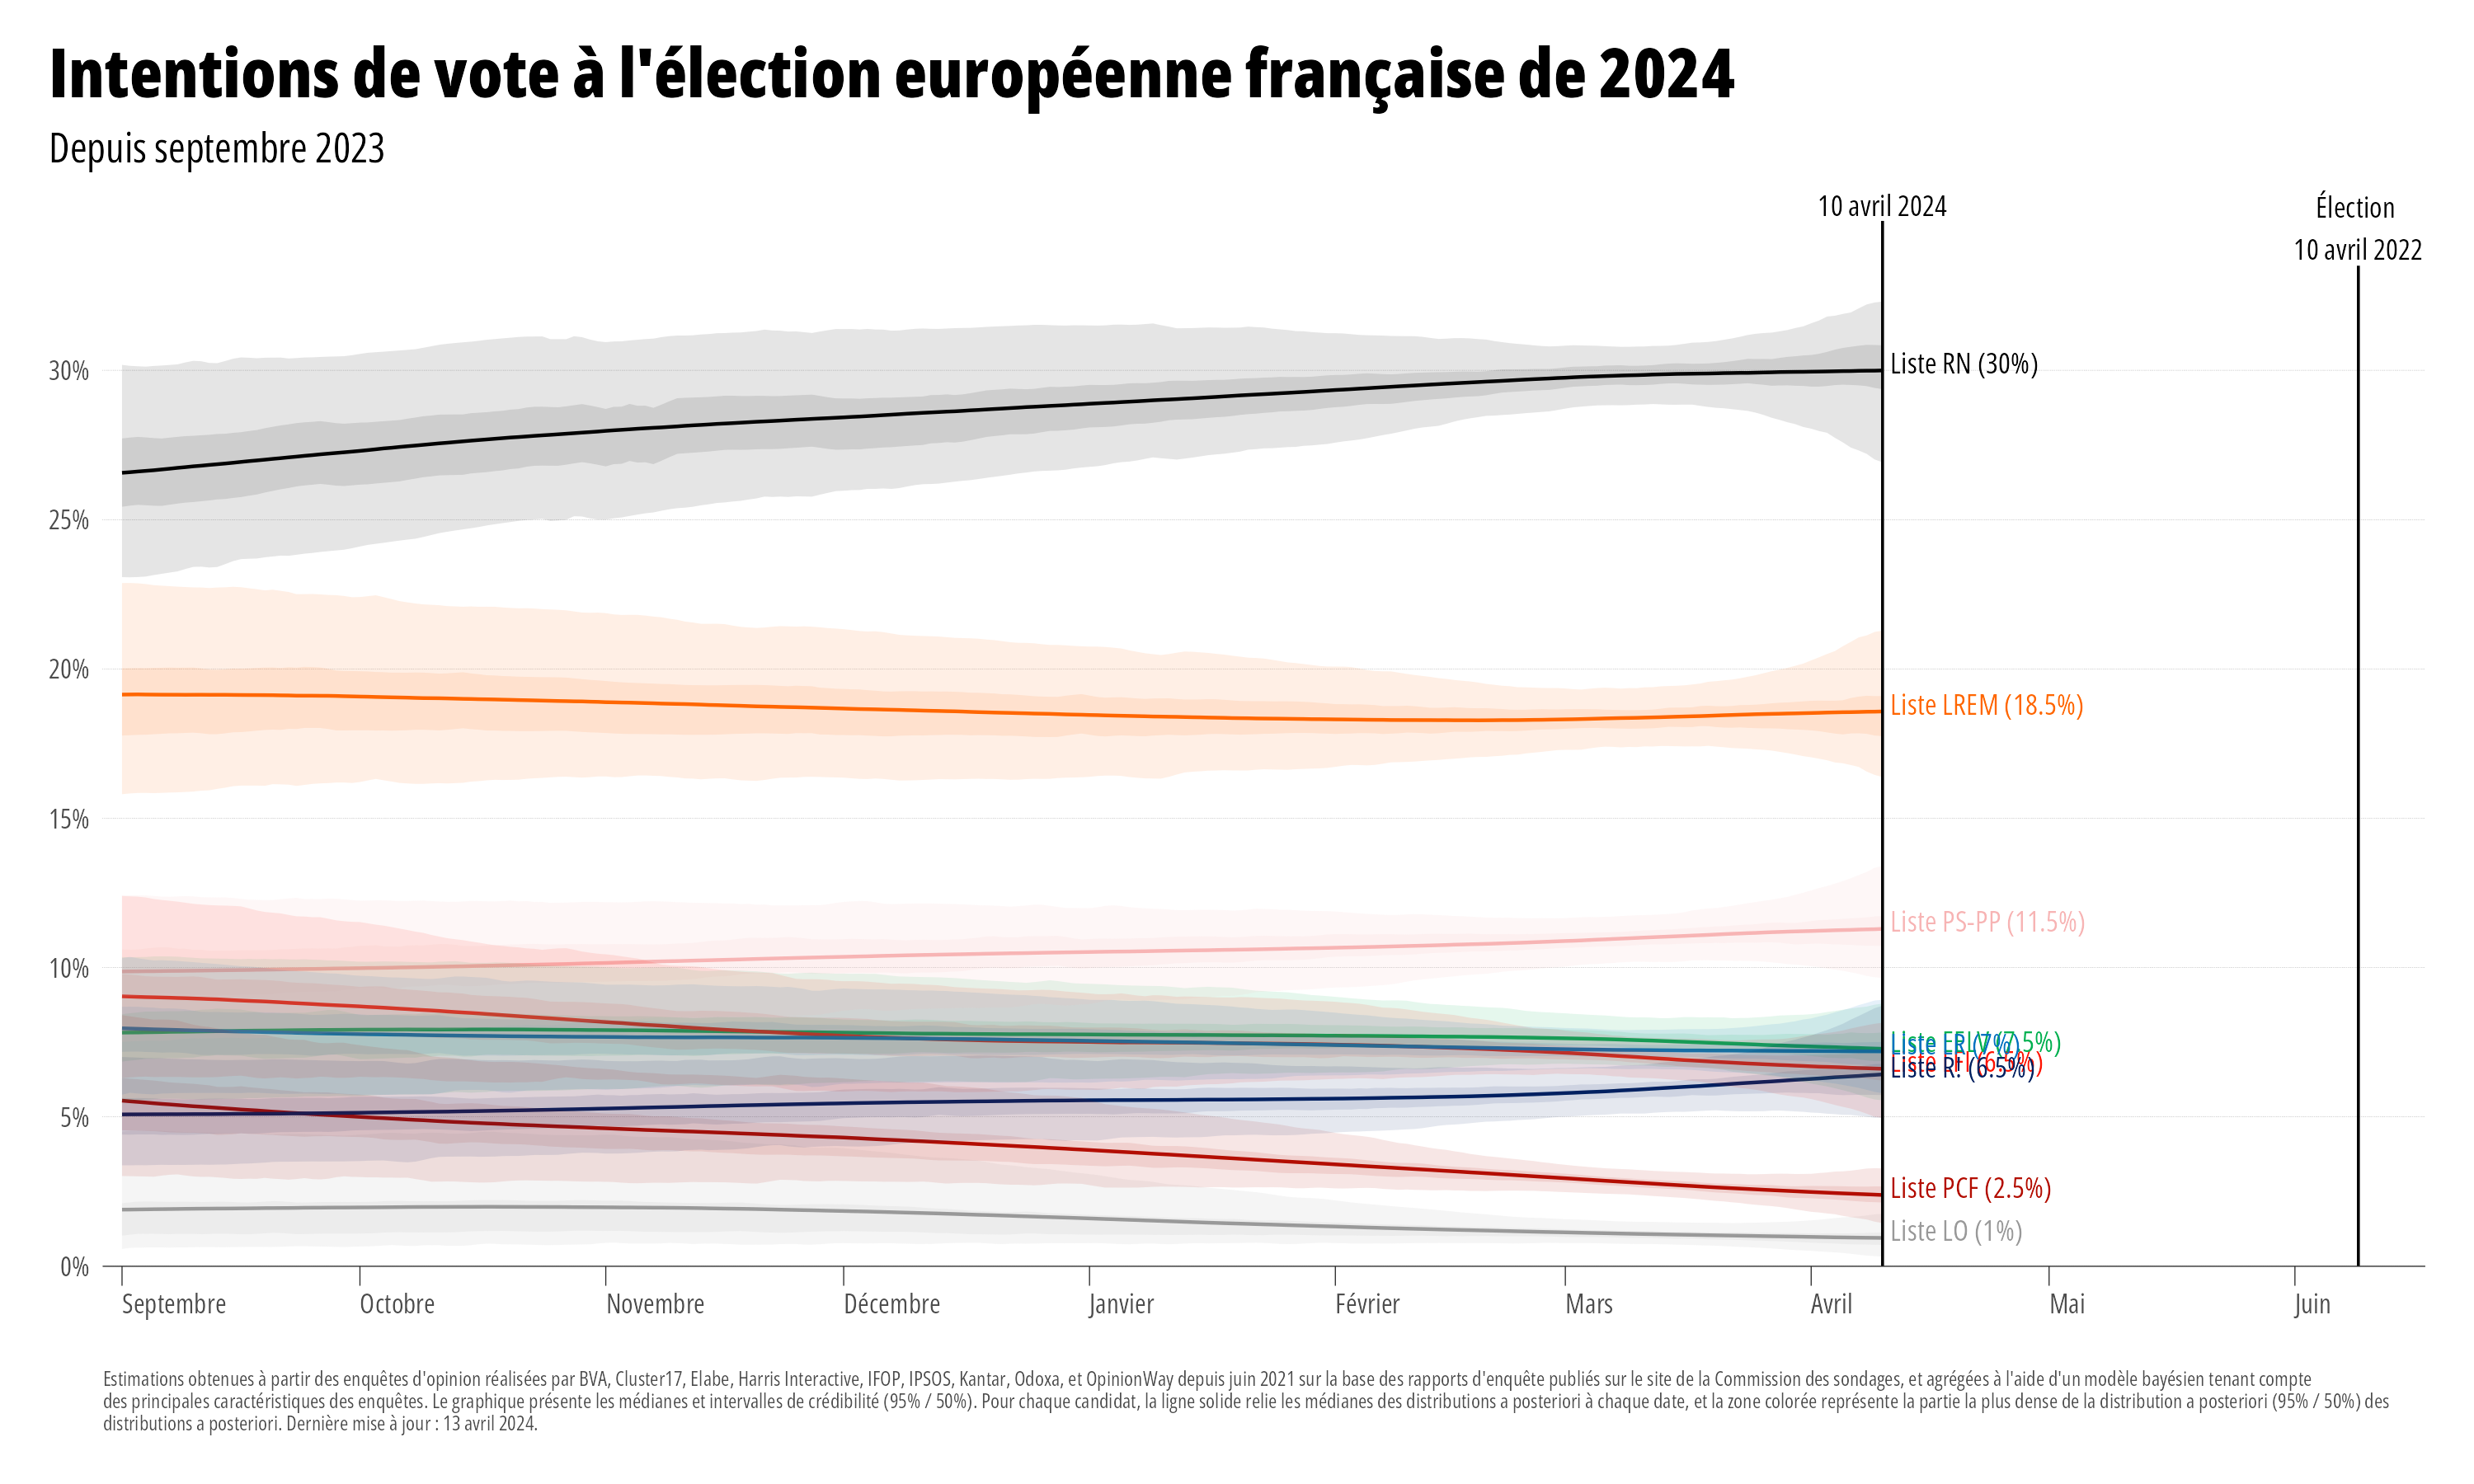 Intentions de vote à l'élection européenne française de 2024
Depuis septembre 2023
10 avril 2024
Élection
10 avril 2022
30%
25%
20%
15%
10%
5%
0%
Liste RN (30%)
Liste LREM (18.5%)
Liste PS-PP (11.5%)
Liste EELV (7.5%)
Liste LR (7%)
Liste LFI (6.5%)
Liste R! (6.5%)
Liste PCF (2.5%)
Liste LO (1%)
Septembre
Octobre
Novembre
Décembre
Janvier
Février
Mars
Avril
Mai
Juin
Estimations obtenues à partir des enquêtes d'opinion réalisées par BVA, Cluster17, Elabe, Harris Interactive, IFOP, IPSOS, Kantar, Odoxa, et OpinionWay depuis juin 2021 sur la base des rapports d'enquête publiés sur le site de la Commission des sondages, et agrégées à l'aide d'un modèle bayésien tenant compte
des principales caractéristiques des enquêtes. Le graphique présente les médianes et intervalles de crédibilité (95% / 50%). Pour chaque candidat, la ligne solide relie les médianes des distributions a posteriori à chaque date, et la zone colorée représente la partie la plus dense de la distribution a posteriori (95% / 50%) des
distributions a posteriori. Dernière mise à jour : 13 avril 2024.